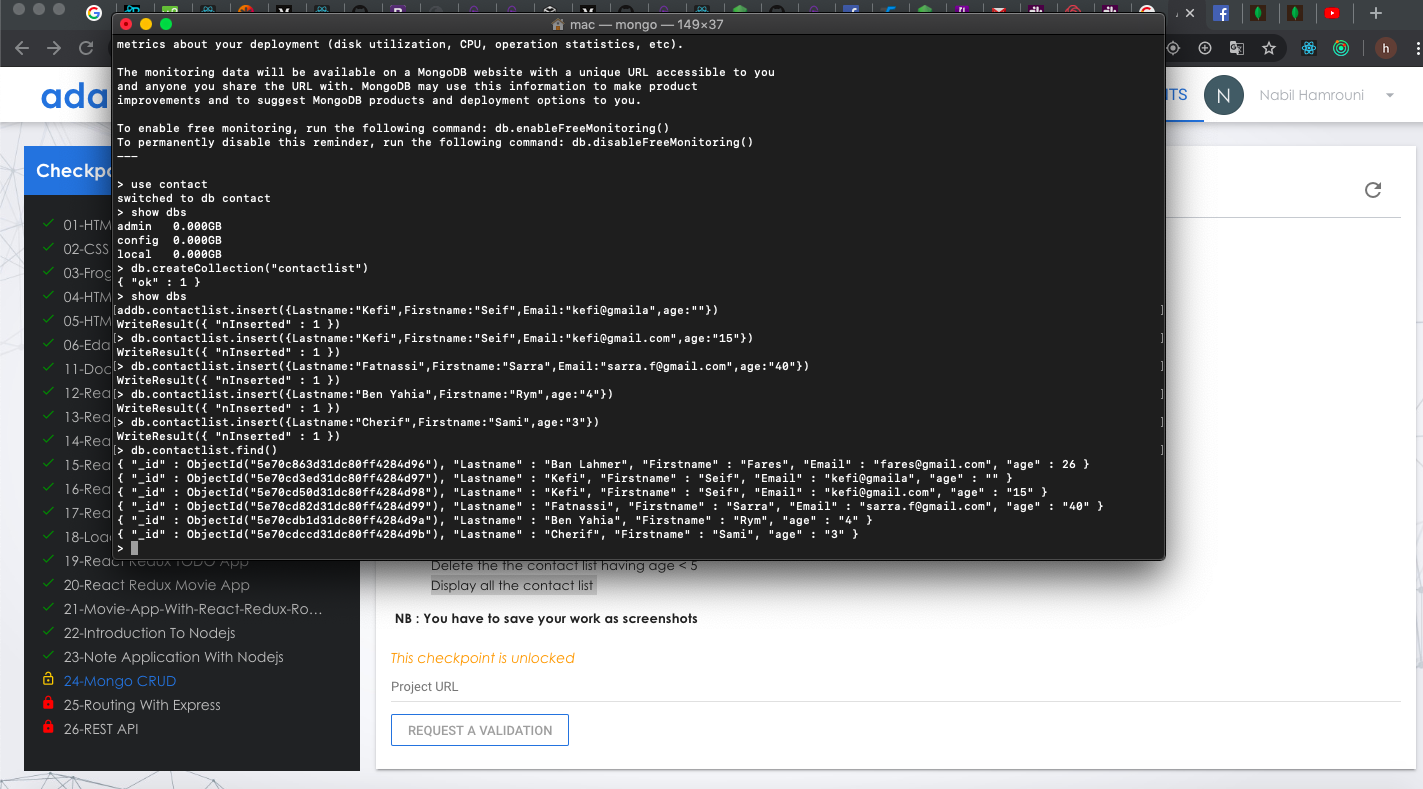 mac — mongo — 149×37
metrics about your deployment (disk utilization, CPU, operation statistics, etc).
The monitoring data will be available on a MongoDB website with a unique URL accessible to you
and anyone you share the URL with. MongoDB may use this information to make product
improvements and to suggest MongoDB products and deployment options to you.
To enable free monitoring, run the following command: db.enableFreeMonitoring()
To permanently disable this reminder, run the following command: db.disableFreeMonitoring()
---
> use contact
switched to db contact
> show dbs
admin   0.000GB
config  0.000GB
local   0.000GB
> db.createCollection("contactlist")
{ "ok" : 1 }
> show dbs
[addb.contactlist.insert({Lastname:"Kefi",Firstname:"Seif",Email:"kefi@gmaila",age:""}) ]
WriteResult({ "nInserted" : 1 })
[> db.contactlist.insert({Lastname:"Kefi",Firstname:"Seif",Email:"kefi@gmail.com",age:"15"}) ]
WriteResult({ "nInserted" : 1 })
[> db.contactlist.insert({Lastname:"Fatnassi",Firstname:"Sarra",Email:"sarra.f@gmail.com",age:"40"}) ]
WriteResult({ "nInserted" : 1 })
[> db.contactlist.insert({Lastname:"Ben Yahia",Firstname:"Rym",age:"4"}) ]
WriteResult({ "nInserted" : 1 })
[> db.contactlist.insert({Lastname:"Cherif",Firstname:"Sami",age:"3"}) ]
WriteResult({ "nInserted" : 1 })
[> db.contactlist.find() ]
{ "_id" : ObjectId("5e70c863d31dc80ff4284d96"), "Lastname" : "Ban Lahmer", "Firstname" : "Fares", "Email" : "fares@gmail.com", "age" : 26 }
{ "_id" : ObjectId("5e70cd3ed31dc80ff4284d97"), "Lastname" : "Kefi", "Firstname" : "Seif", "Email" : "kefi@gmaila", "age" : "" }
{ "_id" : ObjectId("5e70cd50d31dc80ff4284d98"), "Lastname" : "Kefi", "Firstname" : "Seif", "Email" : "kefi@gmail.com", "age" : "15" }
{ "_id" : ObjectId("5e70cd82d31dc80ff4284d99"), "Lastname" : "Fatnassi", "Firstname" : "Sarra", "Email" : "sarra.f@gmail.com", "age" : "40" }
{ "_id" : ObjectId("5e70cdb1d31dc80ff4284d9a"), "Lastname" : "Ben Yahia", "Firstname" : "Rym", "age" : "4" }
{ "_id" : ObjectId("5e70cdccd31dc80ff4284d9b"), "Lastname" : "Cherif", "Firstname" : "Sami", "age" : "3" }
>
h
ada
NTS
N
Nabil Hamrouni
Checkpo
01-HTM
02-CSS
03-Frog
04-HTM
05-HTM
06-Eda
11-Doc
12-Rea
13-Rea
14-Reac
15-Reac
16-Reac
17-Reac
18-Load
19-React Redux TODO App
20-React Redux Movie App
21-Movie-App-With-React-Redux-Ro...
22-Introduction To Nodejs
23-Note Application With Nodejs
24-Mongo CRUD
25-Routing With Express
26-REST API
Delete the the contact list having age < 5
Display all the contact list
NB : You have to save your work as screenshots
This checkpoint is unlocked
Project URL
REQUEST A VALIDATION